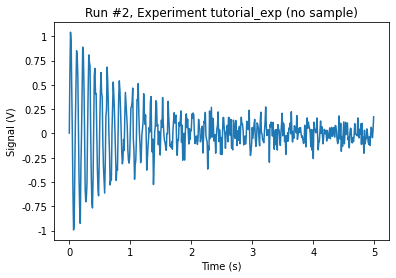 Run #2, Experiment tutorial_exp (no sample)
1
0.75
0.5
0.25
0
-0.25
-0.5
-0.75
-1
Signal (V)
0 1 2 3 4 5
Time (s)